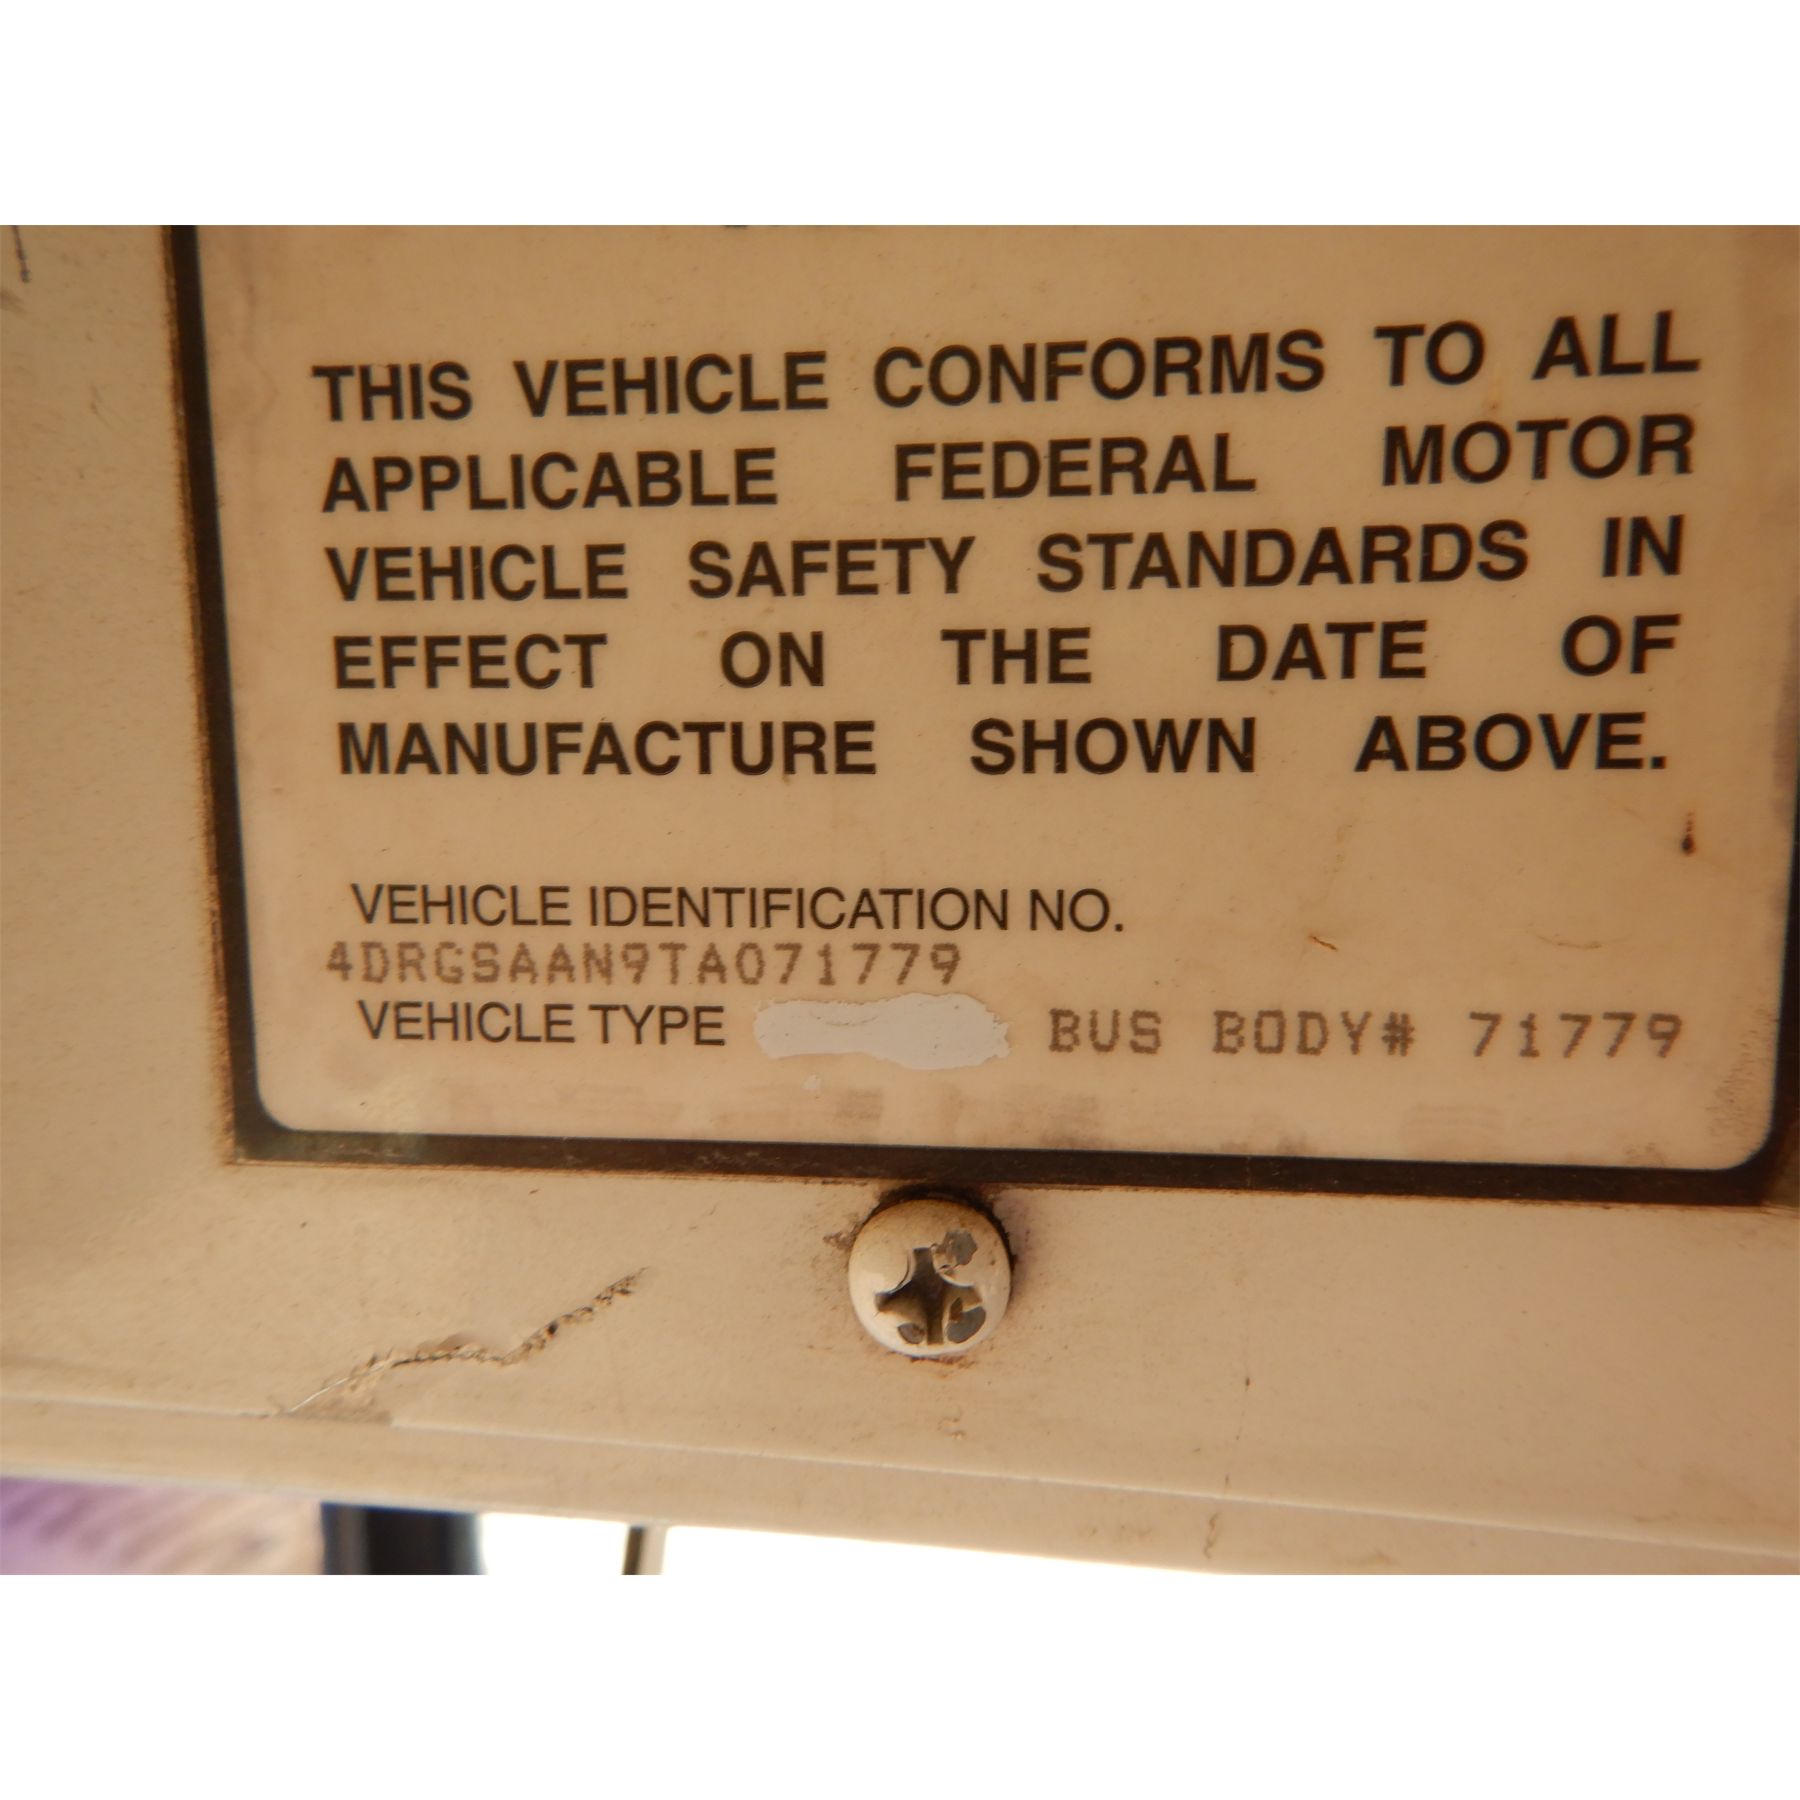 THIS VEHICLE CONFORMS TO ALL
APPLICABLE FEDERAL MOTOR
VEHICLE SAFETY STANDARDS IN
EFFECT ON THE DATE OF
MANUFACTURE SHOWN ABOVE.
VEHICLE IDENTIFICATION NO.
4DRGSAAN9TA071779
VEHICLE TYPE BUS BODY# 71779